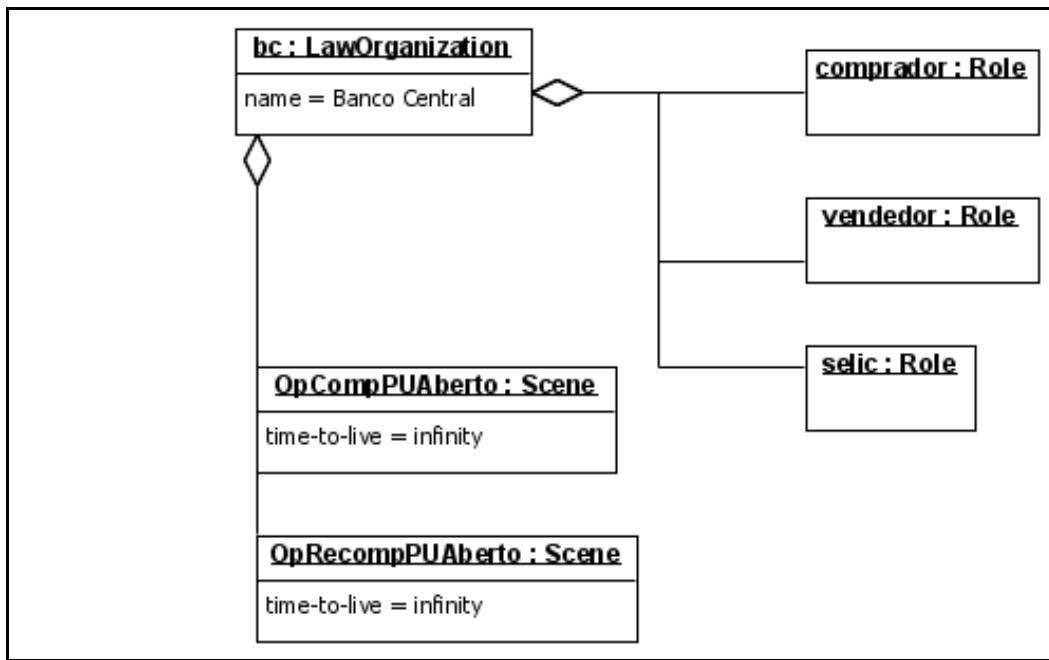 bc : LawOrganization
name = Banco Central
comprador : Role
vendedor : Role
selic : Role
OpCompPUAberto : Scene
time-to-live = infinity
OpRecompPUAberto : Scene
time-to-live = infinity